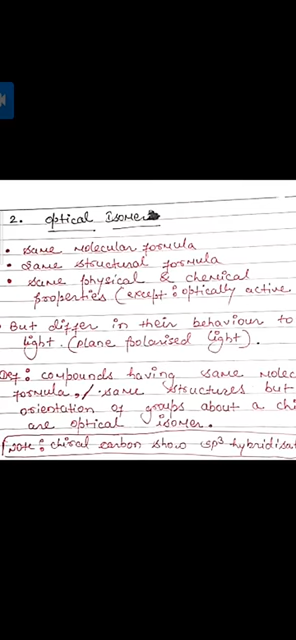 2. Optical Isomer
• Same Molecular formula
• Same structural formula
• Same physical & chemical
properties (except : optically active
• But differ in their behaviour to
light. (plane polarised light).
Def : compounds having same Molec
formula, / same structures but
orientation of groups about a chi
are optical isomer.
Note : chiral carbon show sp³ hybridisat